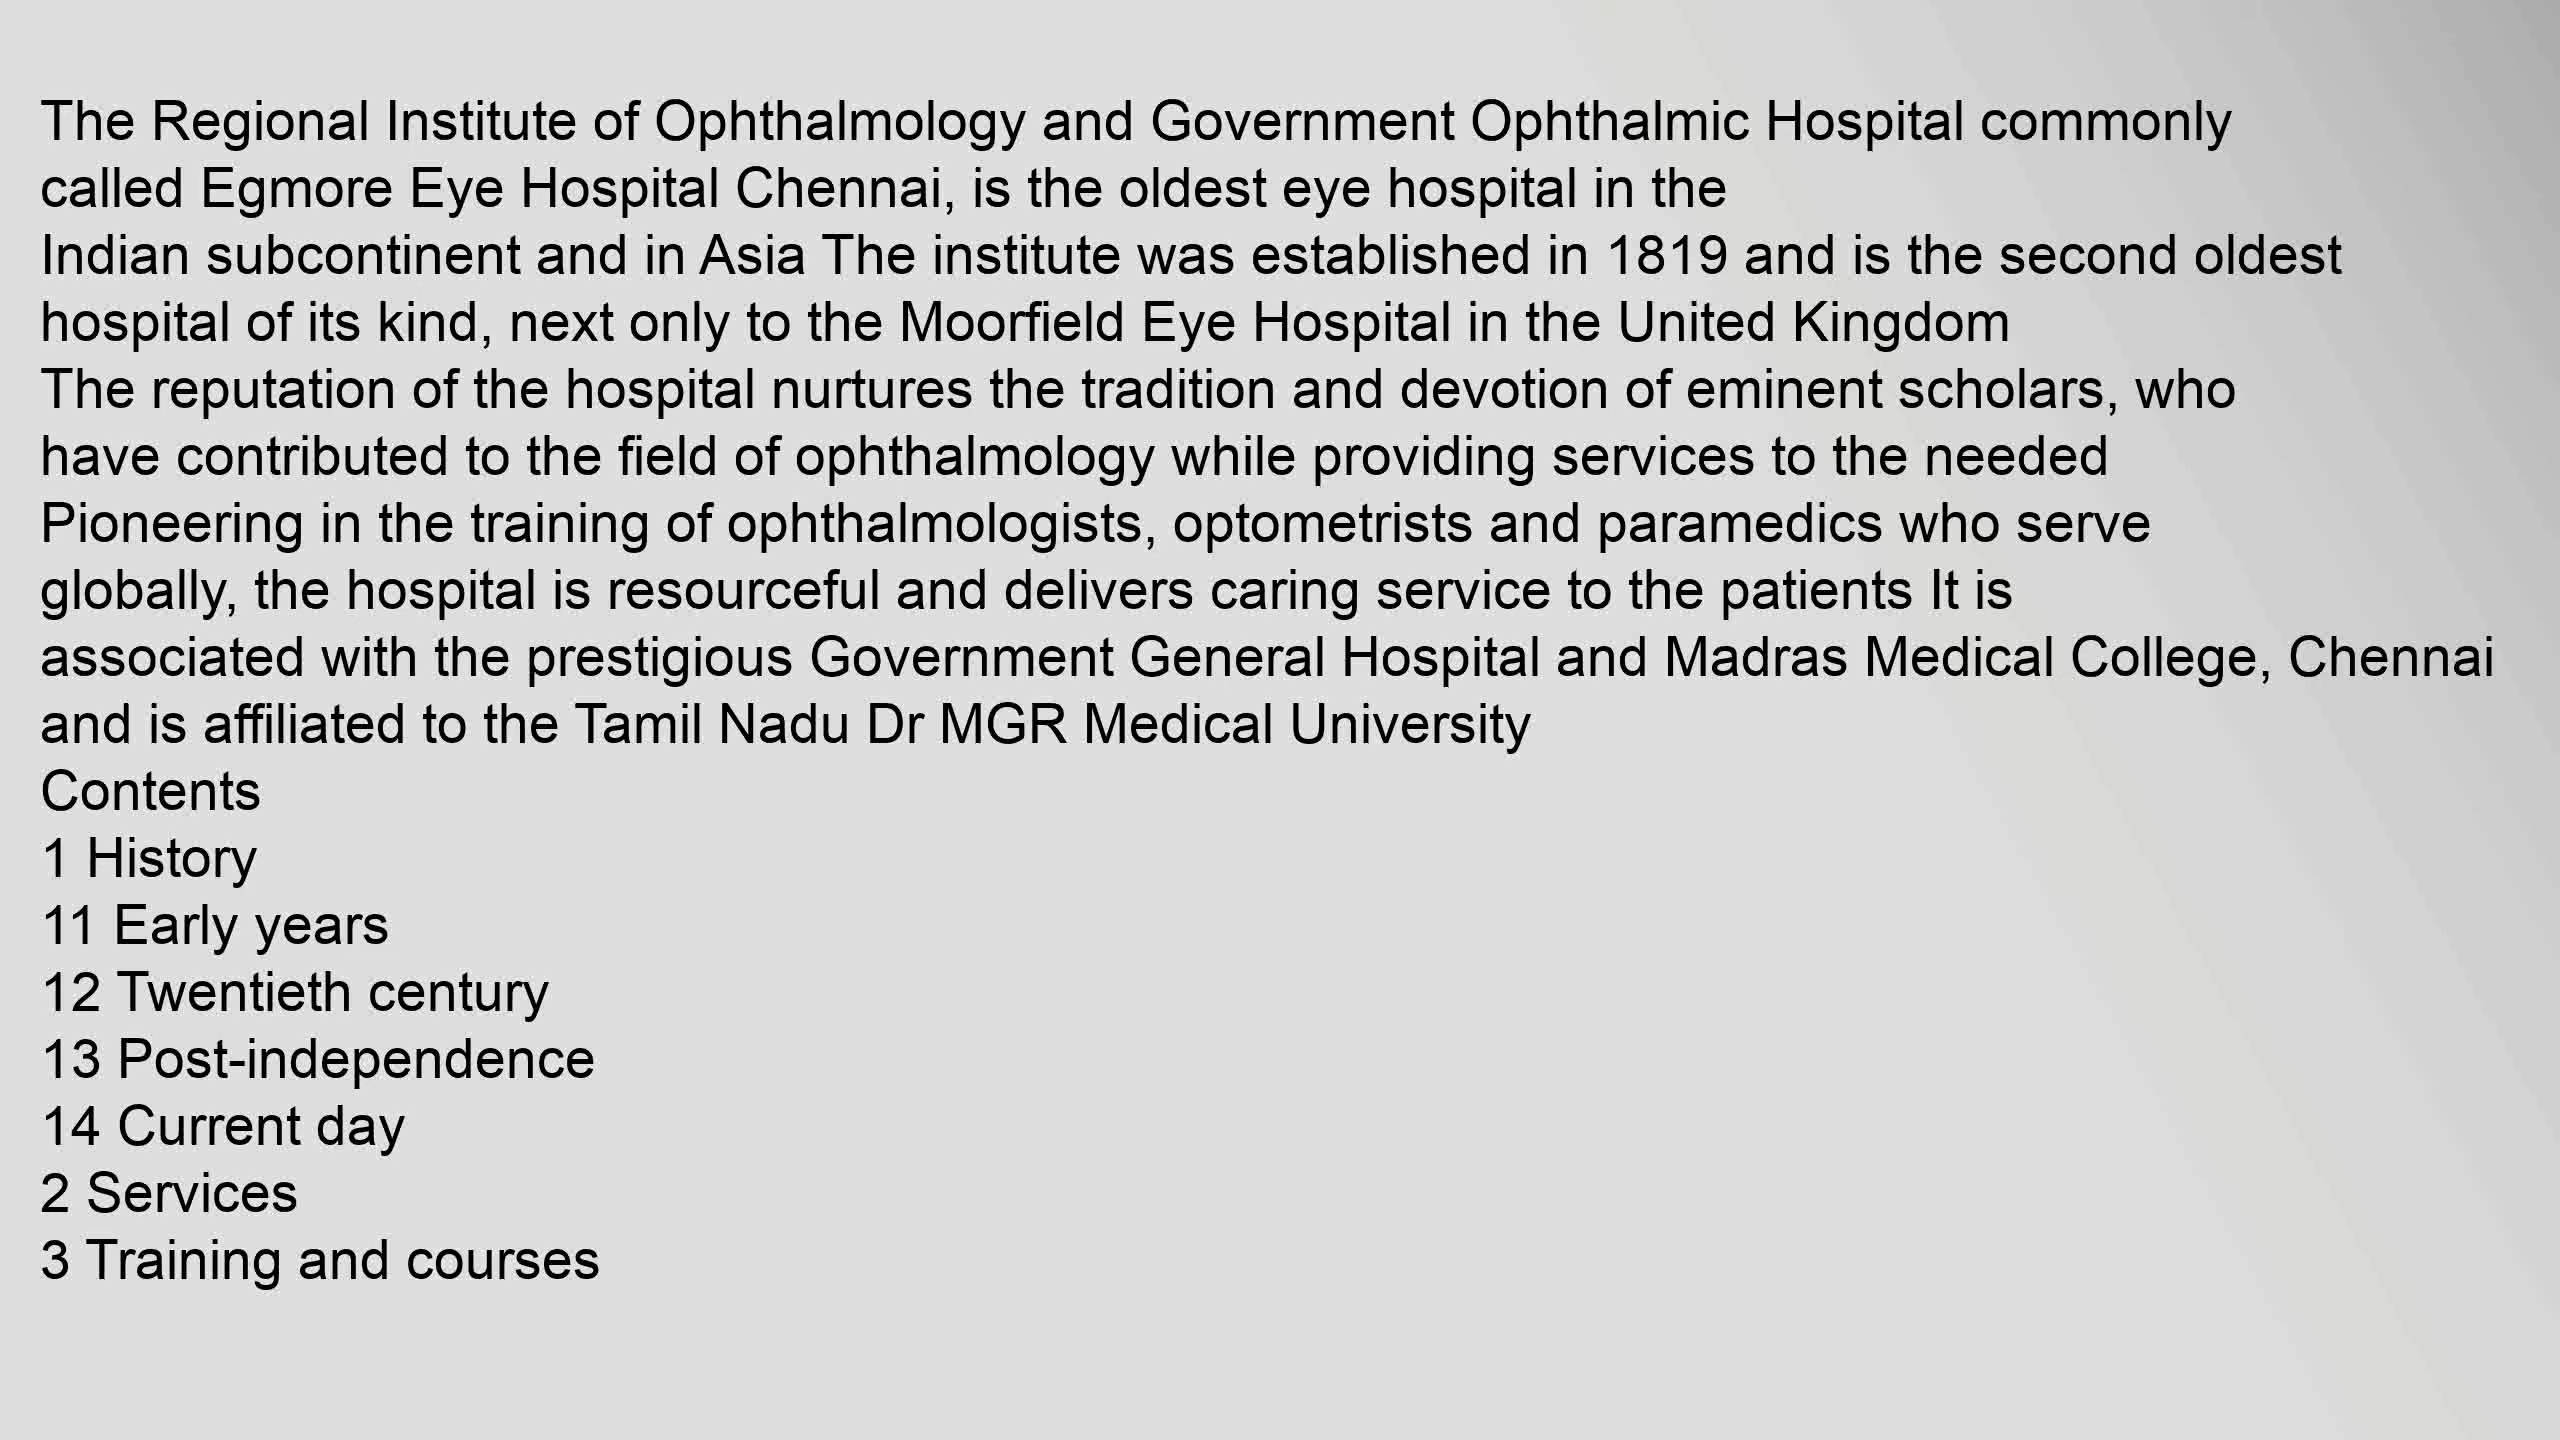 The Regional Institute of Ophthalmology and Government Ophthalmic Hospital commonly
called Egmore Eye Hospital Chennai, is the oldest eye hospital in the
Indian subcontinent and in Asia The institute was established in 1819 and is the second oldest
hospital of its kind, next only to the Moorfield Eye Hospital in the United Kingdom
The reputation of the hospital nurtures the tradition and devotion of eminent scholars, who
have contributed to the field of ophthalmology while providing services to the needed
Pioneering in the training of ophthalmologists, optometrists and paramedics who serve
globally, the hospital is resourceful and delivers caring service to the patients It is
associated with the prestigious Government General Hospital and Madras Medical College, Chennai
and is affiliated to the Tamil Nadu Dr MGR Medical University
Contents
1 History
11 Early years
12 Twentieth century
13 Post-independence
14 Current day
2 Services
3 Training and courses